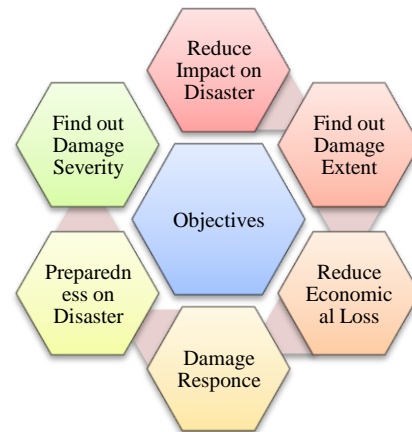 Reduce
Impact on
Disaster
Find out
Damage
Extent
Reduce
Economic
al Loss
Damage
Responce
Preparedn
ess on
Disaster
Find out
Damage
Severity
Objectives